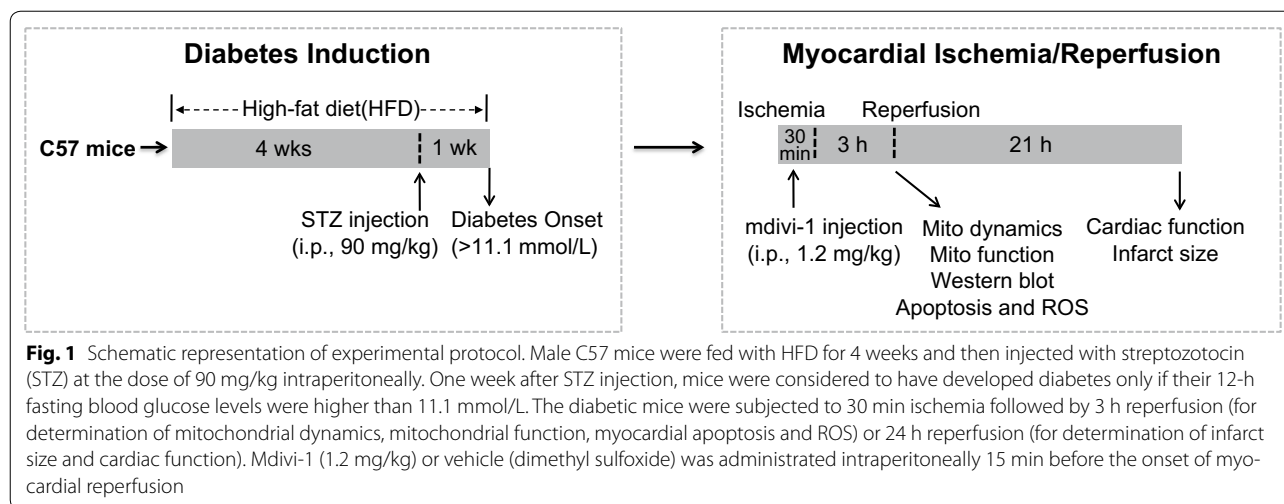 Diabetes Induction
High-fat diet(HFD)
C57 mice
4 wks
1 wk
STZ injection
(i.p., 90 mg/kg)
Diabetes Onset
(>11.1 mmol/L)
Myocardial Ischemia/Reperfusion
Ischemia
Reperfusion
30
min
3 h
21 h
mdivi-1 injection
(i.p., 1.2 mg/kg)
Mito dynamics
Mito function
Western blot
Apoptosis and ROS
Cardiac function
Infarct size
Fig. 1 Schematic representation of experimental protocol. Male C57 mice were fed with HFD for 4 weeks and then injected with streptozotocin
(STZ) at the dose of 90 mg/kg intraperitoneally. One week after STZ injection, mice were considered to have developed diabetes only if their 12-h
fasting blood glucose levels were higher than 11.1 mmol/L. The diabetic mice were subjected to 30 min ischemia followed by 3 h reperfusion (for
determination of mitochondrial dynamics, mitochondrial function, myocardial apoptosis and ROS) or 24 h reperfusion (for determination of infarct
size and cardiac function). Mdivi-1 (1.2 mg/kg) or vehicle (dimethyl sulfoxide) was administrated intraperitoneally 15 min before the onset of myo-
cardial reperfusion